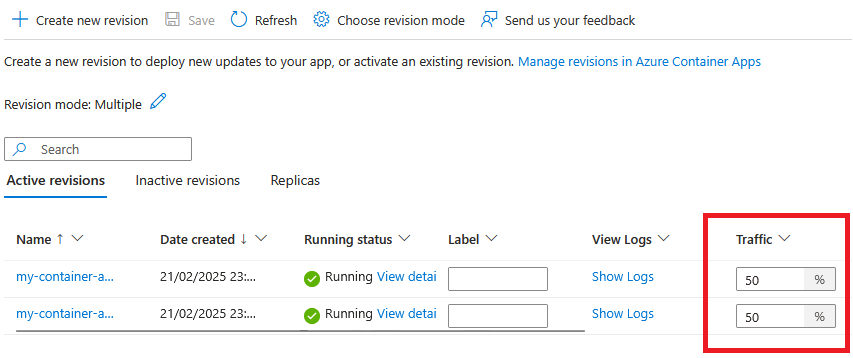 Create new revision Save Refresh Choose revision mode Send us your feedback
Create a new revision to deploy new updates to your app, or activate an existing revision. Manage revisions in Azure Container Apps
Revision mode: Multiple
Search
Active revisions Inactive revisions Replicas
Name Date created Running status Label View Logs Traffic
my-container-a... 21/02/2025 23:... Running View detai Show Logs 50 %
my-container-a... 21/02/2025 23:... Running View detai Show Logs 50 %